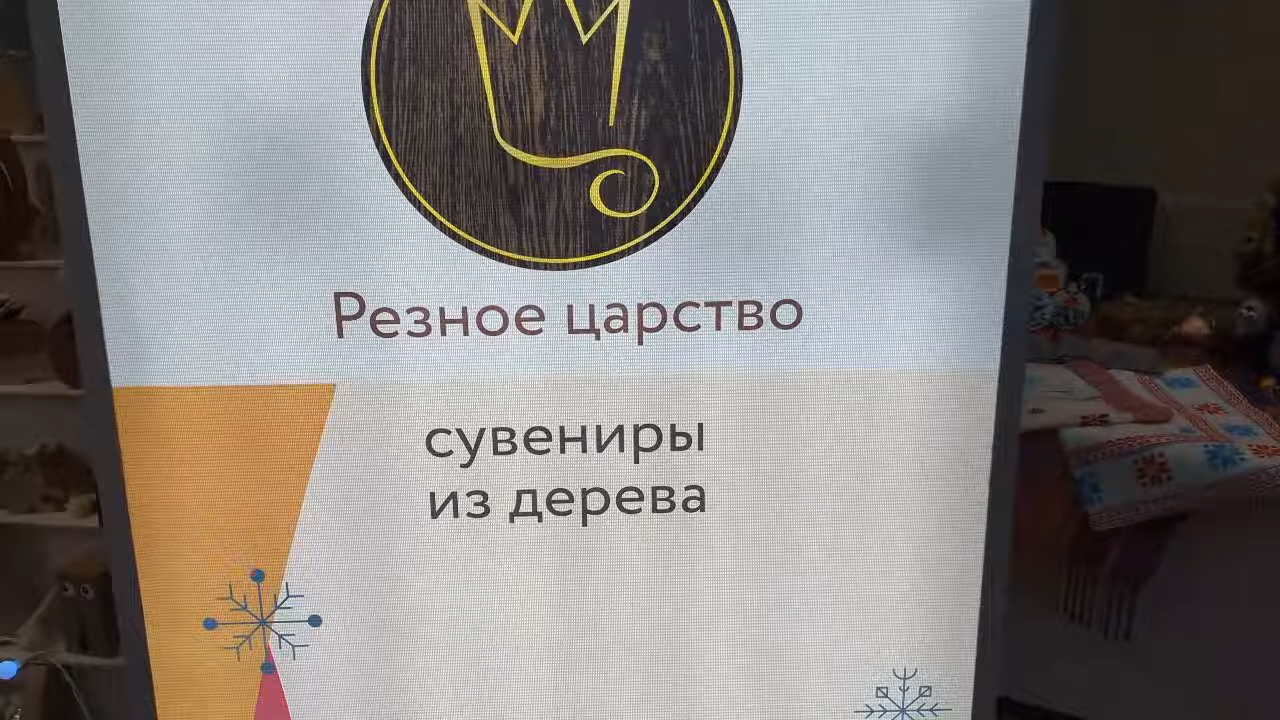 Резное царство
сувениры
из дерева